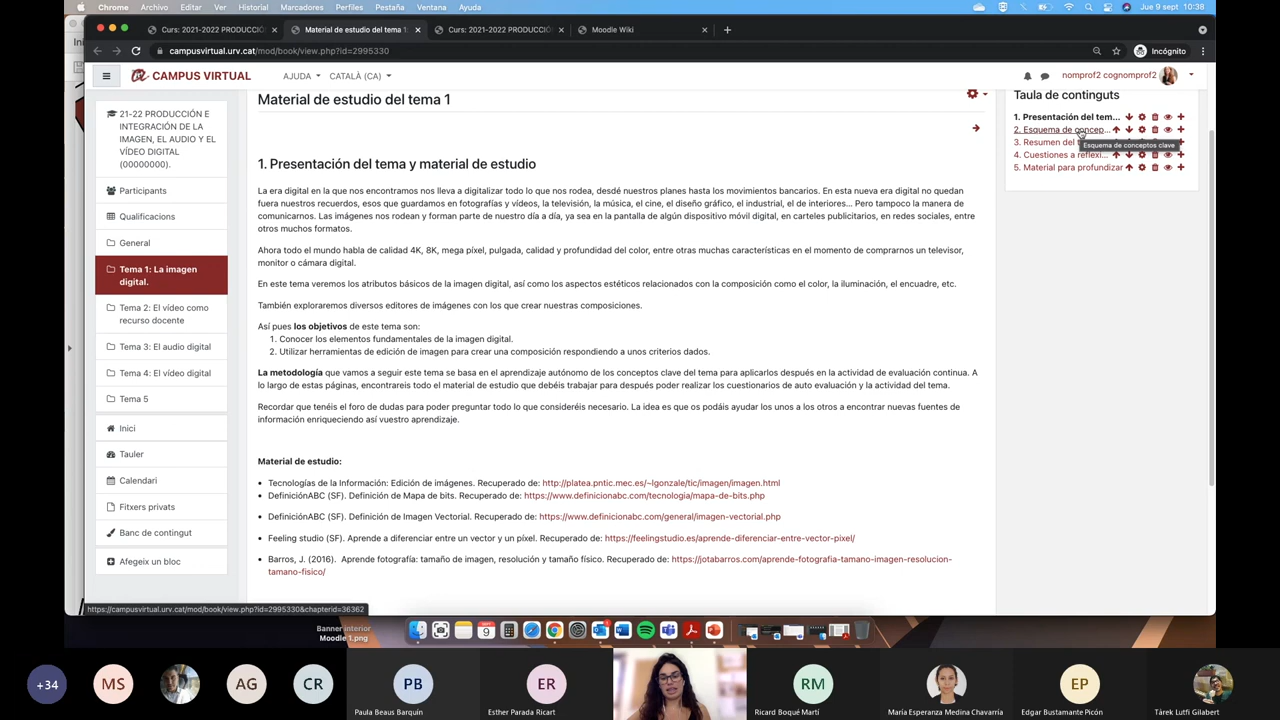 Chrome Archivo Editar Ver Historial Marcadores Perfiles Pestaña Ventana Ayuda
Jue 9 sept 10:38
Curs: 2021-2022 PRODUCCIÓ
Material de estudio del tema 1:
Curs: 2021-2022 PRODUCCIÓN
Moodle Wiki
campusvirtual.urv.cat/mod/book/view.php?id=2995330
Incógnito
CAMPUS VIRTUAL
AJUDA
CATALÀ (CA)
nomprof2 cognomprof2
21-22 PRODUCCIÓN E
INTEGRACIÓN DE LA
IMAGEN, EL AUDIO Y EL
VÍDEO DIGITAL
(00000000).
Participants
Qualificacions
General
Tema 1: La imagen
digital.
Tema 2: El vídeo como
recurso docente
Tema 3: El audio digital
Tema 4: El vídeo digital
Tema 5
Inici
Tauler
Calendari
Fitxers privats
Banc de contingut
Afegeix un bloc
Material de estudio del tema 1
1. Presentación del tema y material de estudio
La era digital en la que nos encontramos nos lleva a digitalizar todo lo que nos rodea, desdé nuestros planes hasta los movimientos bancarios. En esta nueva era digital no quedan
fuera nuestros recuerdos, esos que guardamos en fotografías y vídeos, la televisión, la música, el cine, el diseño gráfico, el industrial, el de interiores... Pero tampoco la manera de
comunicarnos. Las imágenes nos rodean y forman parte de nuestro día a día, ya sea en la pantalla de algún dispositivo móvil digital, en carteles publicitarios, en redes sociales, entre
otros muchos formatos.
Ahora todo el mundo habla de calidad 4K, 8K, mega píxel, pulgada, calidad y profundidad del color, entre otras muchas características en el momento de comprarnos un televisor,
monitor o cámara digital.
En este tema veremos los atributos básicos de la imagen digital, así como los aspectos estéticos relacionados con la composición como el color, la iluminación, el encuadre, etc.
También exploraremos diversos editores de imágenes con los que crear nuestras composiciones.
Así pues los objetivos de este tema son:
1. Conocer los elementos fundamentales de la imagen digital.
2. Utilizar herramientas de edición de imagen para crear una composición respondiendo a unos criterios dados.
La metodología que vamos a seguir este tema se basa en el aprendizaje autónomo de los conceptos clave del tema para aplicarlos después en la actividad de evaluación continua. A
lo largo de estas páginas, encontrareis todo el material de estudio que debéis trabajar para después poder realizar los cuestionarios de auto evaluación y la actividad del tema.
Recordar que tenéis el foro de dudas para poder preguntar todo lo que consideréis necesario. La idea es que os podáis ayudar los unos a los otros a encontrar nuevas fuentes de
información enriqueciendo así vuestro aprendizaje.
Material de estudio:
• Tecnologías de la Información: Edición de imágenes. Recuperado de: http://platea.pntic.mec.es/~lgonzale/tic/imagen/imagen.html
• DefiniciónABC (SF). Definición de Mapa de bits. Recuperado de: https://www.definicionabc.com/tecnologia/mapa-de-bits.php
• DefiniciónABC (SF). Definición de Imagen Vectorial. Recuperado de: https://www.definicionabc.com/general/imagen-vectorial.php
• Feeling studio (SF). Aprende a diferenciar entre un vector y un píxel. Recuperado de: https://feelingstudio.es/aprende-diferenciar-entre-vector-pixel/
• Barros, J. (2016). Aprende fotografía: tamaño de imagen, resolución y tamaño físico. Recuperado de: https://jotabarros.com/aprende-fotografia-tamano-imagen-resolucion-
tamano-fisico/
Taula de continguts
1. Presentación del tem...
2. Esquema de concep...
Esquema de conceptos clave
3. Resumen del
4. Cuestiones a reflexi...
5. Material para profundizar
https://campusvirtual.urv.cat/mod/book/view.php?id=2995330&chapterid=36362
Banner interior
Moodle 1.png
+34
MS
AG
CR
PB
Paula Beaus Barquín
ER
Esther Parada Ricart
RM
Ricard Boqué Martí
María Esperanza Medina Chavarría
EP
Edgar Bustamante Picón
Tárek Lutfi Gilabert